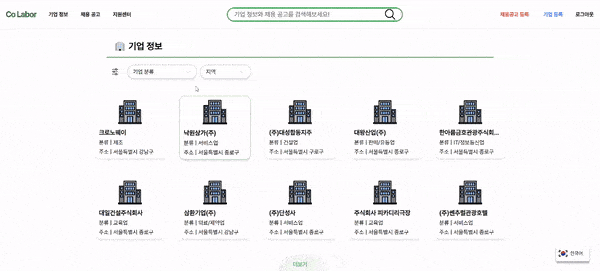 Co Labor 기업 정보 채용 공고 지원센터 기업 정보와 채용 공고를 검색해보세요! 채용공고 등록 기업 등록 로그아웃
기업 정보
기업 분류 지역
크로노웨이 낙원상가(주) (주)대성합동지주 대왕산업(주) 한아름금호관광주식회...
분류 | 제조 분류 | 서비스업 분류 | 건설업 분류 | 판매/유통업 분류 | IT/정보통신업
주소 | 서울특별시 강남구 주소 | 서울특별시 종로구 주소 | 서울특별시 구로구 주소 | 서울특별시 종로구 주소 | 서울특별시 종로구
대일건설주식회사 삼환기업(주) (주)단성사 주식회사 피카디리극장 (주)센추럴관광호텔
분류 | 교육업 분류 | 의료/제약업 분류 | 교육업 분류 | 교육업 분류 | 서비스업
주소 | 서울특별시 종로구 주소 | 서울특별시 강남구 주소 | 서울특별시 종로구 주소 | 서울특별시 종로구 주소 | 서울특별시 종로구
더보기
한국어